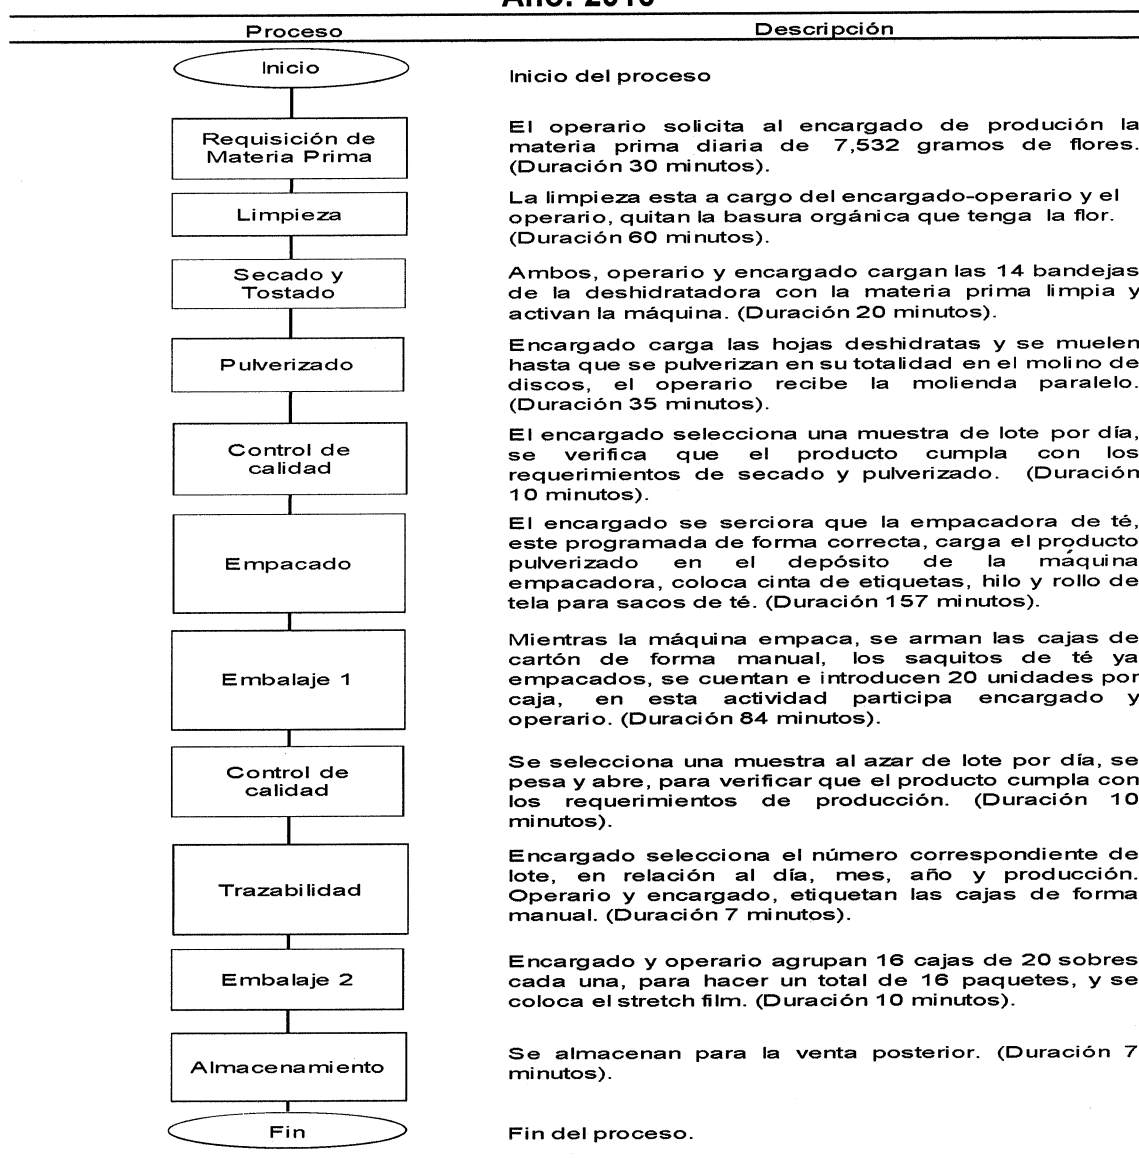 Año: 2016
Proceso Descripción
Inicio
Inicio del proceso
Requisición de
Materia Prima
El operario solicita al encargado de produción la
materia prima diaria de 7,532 gramos de flores.
(Duración 30 minutos).
Limpieza
La limpieza esta a cargo del encargado-operario y el
operario, quitan la basura orgánica que tenga la flor.
(Duración 60 minutos).
Secado y
Tostado
Ambos, operario y encargado cargan las 14 bandejas
de la deshidratadora con la materia prima limpia y
activan la máquina. (Duración 20 minutos).
Pulverizado
Encargado carga las hojas deshidratas y se muelen
hasta que se pulverizan en su totalidad en el molino de
discos, el operario recibe la molienda paralelo.
(Duración 35 minutos).
Control de
calidad
El encargado selecciona una muestra de lote por día,
se verifica que el producto cumpla con los
requerimientos de secado y pulverizado. (Duración
10 minutos).
Empacado
El encargado se serciora que la empacadora de té,
este programada de forma correcta, carga el producto
pulverizado en el depósito de la máquina
empacadora, coloca cinta de etiquetas, hilo y rollo de
tela para sacos de té. (Duración 157 minutos).
Embalaje 1
Mientras la máquina empaca, se arman las cajas de
cartón de forma manual, los saquitos de té ya
empacados, se cuentan e introducen 20 unidades por
caja, en esta actividad participa encargado y
operario. (Duración 84 minutos).
Control de
calidad
Se selecciona una muestra al azar de lote por día, se
pesa y abre, para verificar que el producto cumpla con
los requerimientos de producción. (Duración 10
minutos).
Trazabilidad
Encargado selecciona el número correspondiente de
lote, en relación al día, mes, año y producción.
Operario y encargado, etiquetan las cajas de forma
manual. (Duración 7 minutos).
Embalaje 2
Encargado y operario agrupan 16 cajas de 20 sobres
cada una, para hacer un total de 16 paquetes, y se
coloca el stretch film. (Duración 10 minutos).
Almacenamiento
Se almacenan para la venta posterior. (Duración 7
minutos).
Fin
Fin del proceso.